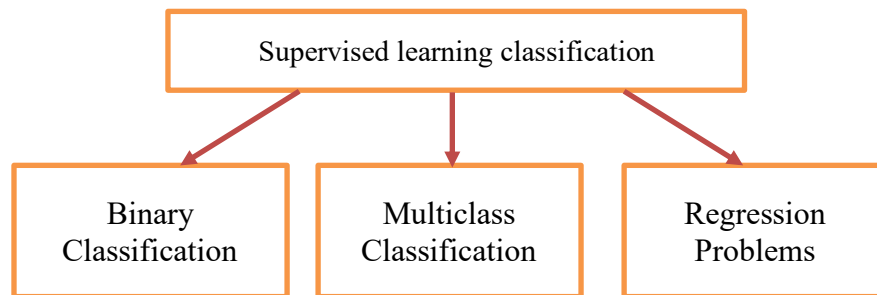 Supervised learning classification
Binary
Classification
Multiclass
Classification
Regression
Problems